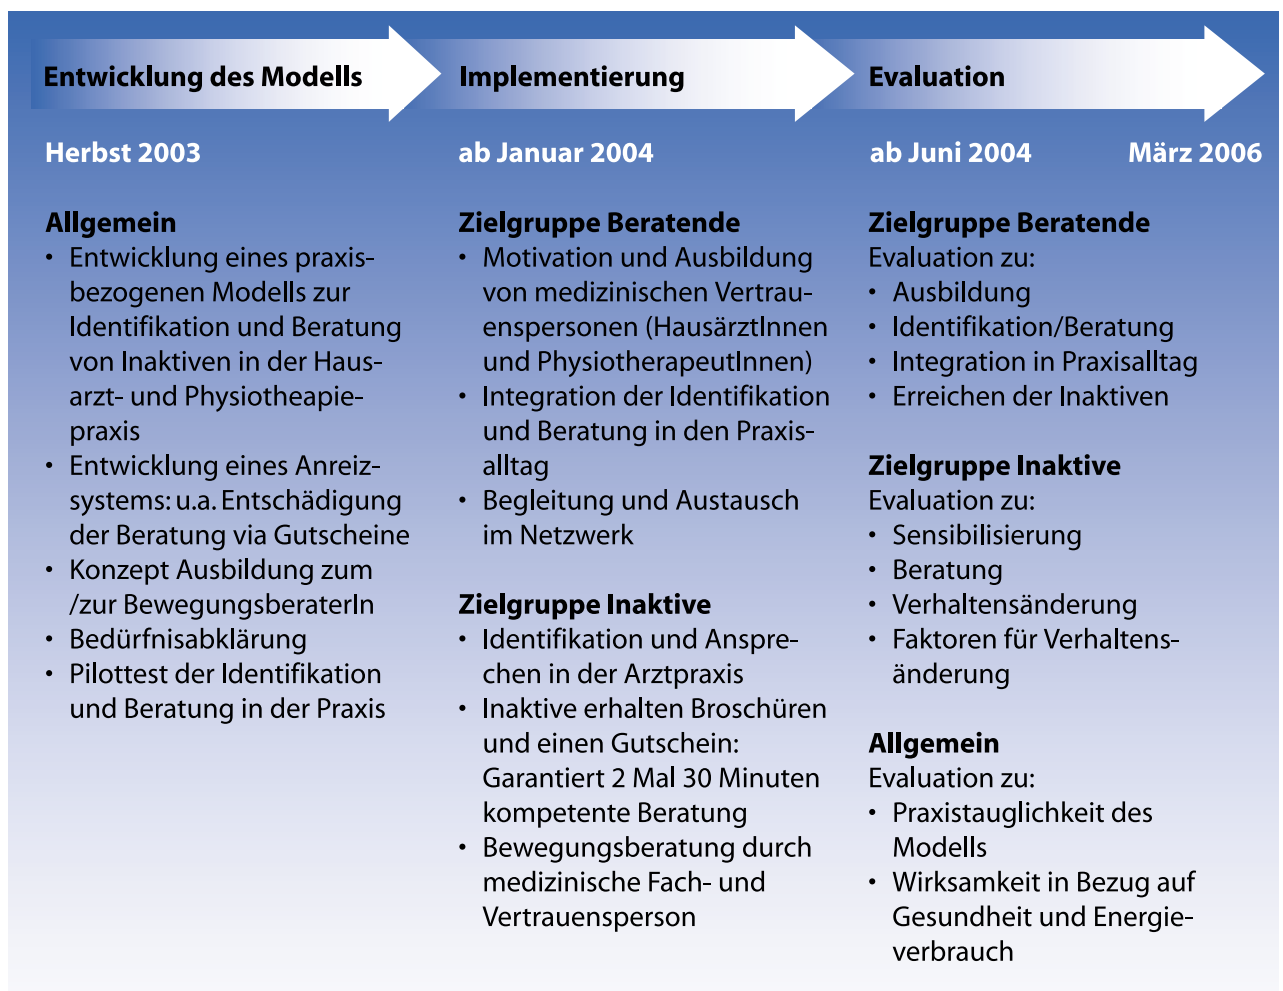 Entwicklung des Modells
Implementierung
Evaluation
Herbst 2003
ab Januar 2004
ab Juni 2004
März 2006
Allgemein
• Entwicklung eines praxis-
bezogenen Modells zur
Identifikation und Beratung
von Inaktiven in der Haus-
arzt- und Physiotheapie-
praxis
• Entwicklung eines Anreiz-
systems: u.a. Entschädigung
der Beratung via Gutscheine
• Konzept Ausbildung zum
/zur BewegungsberaterIn
• Bedürfnisabklärung
• Pilottest der Identifikation
und Beratung in der Praxis
Zielgruppe Beratende
• Motivation und Ausbildung
von medizinischen Vertrau-
enspersonen (HausärztInnen
und PhysiotherapeutInnen)
• Integration der Identifikation
und Beratung in den Praxis-
alltag
• Begleitung und Austausch
im Netzwerk
Zielgruppe Inaktive
• Identifikation und Anspre-
chen in der Arztpraxis
• Inaktive erhalten Broschüren
und einen Gutschein:
Garantiert 2 Mal 30 Minuten
kompetente Beratung
• Bewegungsberatung durch
medizinische Fach- und
Vertrauensperson
Zielgruppe Beratende
Evaluation zu:
• Ausbildung
• Identifikation/Beratung
• Integration in Praxisalltag
• Erreichen der Inaktiven
Zielgruppe Inaktive
Evaluation zu:
• Sensibilisierung
• Beratung
• Verhaltensänderung
• Faktoren für Verhaltens-
änderung
Allgemein
Evaluation zu:
• Praxistauglichkeit des
Modells
• Wirksamkeit in Bezug auf
Gesundheit und Energie-
verbrauch